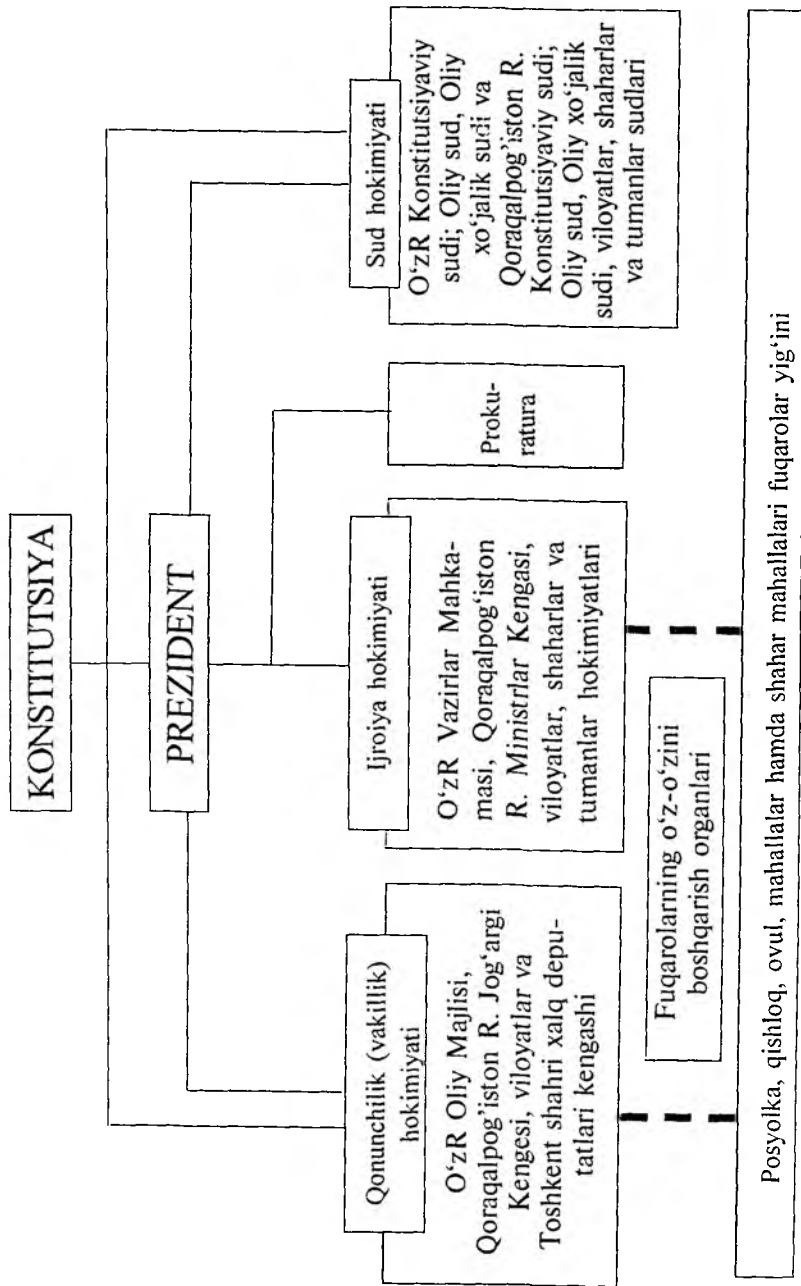 KONSTITUTSIYA
PREZIDENT
Qonunchilik (vakillik)
hokimiyati
O‘zR Oliy Majlisi,
Qoraqalpog’iston R. Jog‘argi
Kengesi, viloyatlar va
Toshkent shahri xalq depu-
tatlari kengashi
Ijroiya hokimiyati
O‘zR Vazirlar Mahka-
masi, Qoraqalpog‘iston
R. Ministrlar Kengasi,
viloyatlar, shaharlar va
tumanlar hokimiyatlari
Proku-
ratura
Sud hokimiyati
O‘zR Konstitutsiyaviy
sudi; Oliy sud, Oliy
xo‘jalik sudi va
Qoraqalpog’iston R.
Konstitutsiyaviy sudi;
Oliy sud, Oliy xo‘jalik
sudi, viloyatlar, shaharlar
va tumanlar sudlari
Fuqarolarning o‘z-o‘zini
boshqarish organlari
Posyolka, qishloq, ovul, mahallalar hamda shahar mahallalari fuqarolar yig‘ini